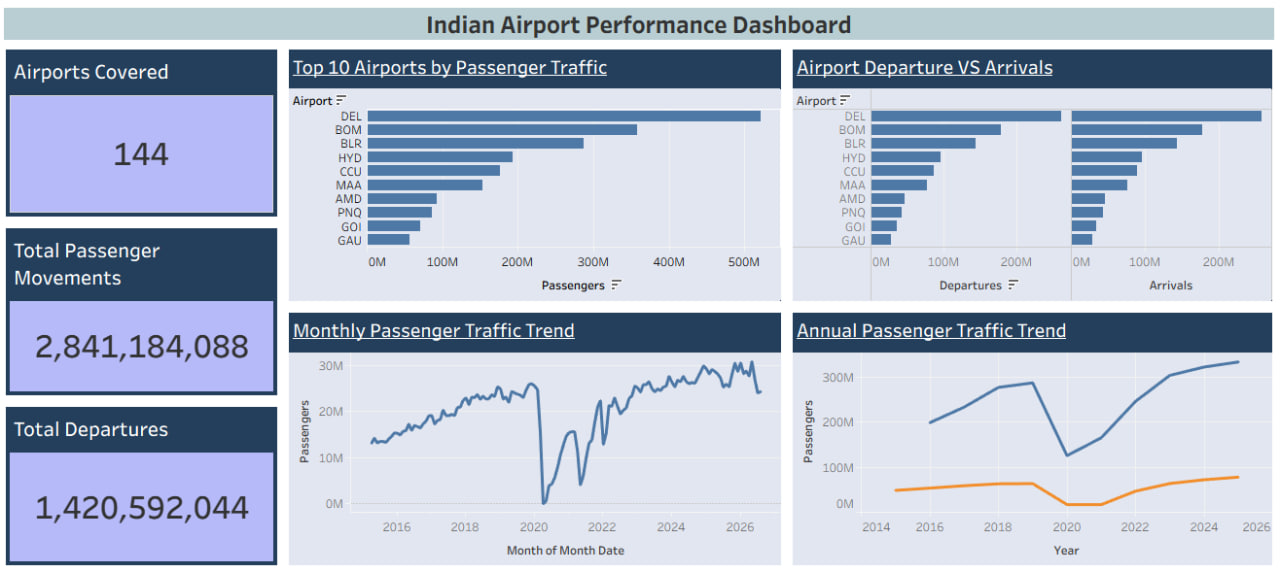 Indian Airport Performance Dashboard
Airports Covered
144
Total Passenger
Movements
2,841,184,088
Total Departures
1,420,592,044
Top 10 Airports by Passenger Traffic
Airport
DEL
BOM
BLR
HYD
CCU
MAA
AMD
PNQ
GOI
GAU
0M 100M 200M 300M 400M 500M
Passengers
Airport Departure VS Arrivals
Airport
DEL
BOM
BLR
HYD
CCU
MAA
AMD
PNQ
GOI
GAU
0M 100M 200M 0M 100M 200M
Departures Arrivals
Monthly Passenger Traffic Trend
Passengers
30M
20M
10M
0M
2016 2018 2020 2022 2024 2026
Month of Month Date
Annual Passenger Traffic Trend
Passengers
300M
200M
100M
0M
2014 2016 2018 2020 2022 2024 2026
Year